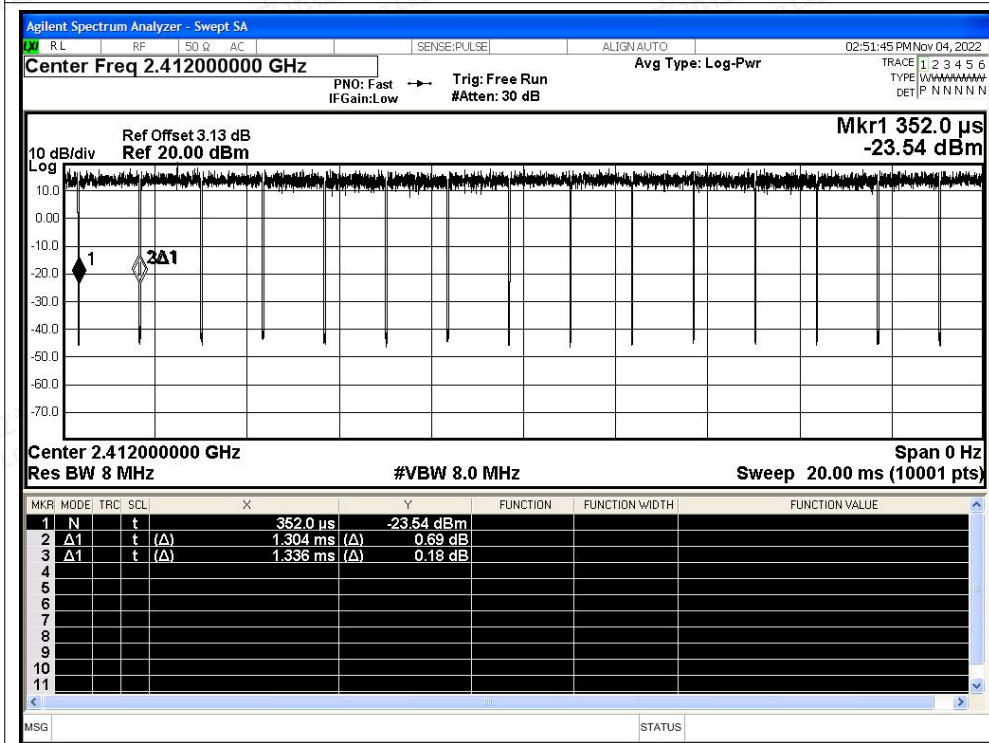 Agilent Spectrum Analyzer - Swept SA
LXI RL RF 50 Ω AC SENSE:PULSE ALIGN AUTO 02:51:45 PM Nov 04, 2022
Center Freq 2.412000000 GHz
PNO: Fast
IFGain:Low
Trig: Free Run
#Atten: 30 dB
Avg Type: Log-Pwr
TRACE 1 2 3 4 5 6
TYPE W
DET P N N N N N
Mkr1 352.0 µs
-23.54 dBm
Ref Offset 3.13 dB
10 dB/div Ref 20.00 dBm
Log
10.0
0.00
-10.0
-20.0
-30.0
-40.0
-50.0
-60.0
-70.0
1
3Δ1
Center 2.412000000 GHz Span 0 Hz
Res BW 8 MHz #VBW 8.0 MHz Sweep 20.00 ms (10001 pts)
MKR MODE TRC SCL X Y FUNCTION FUNCTION WIDTH FUNCTION VALUE
1 N t 352.0 µs -23.54 dBm
2 Δ1 t (Δ) 1.304 ms (Δ) 0.69 dB
3 Δ1 t (Δ) 1.336 ms (Δ) 0.18 dB
4
5
6
7
8
9
10
11
MSG STATUS